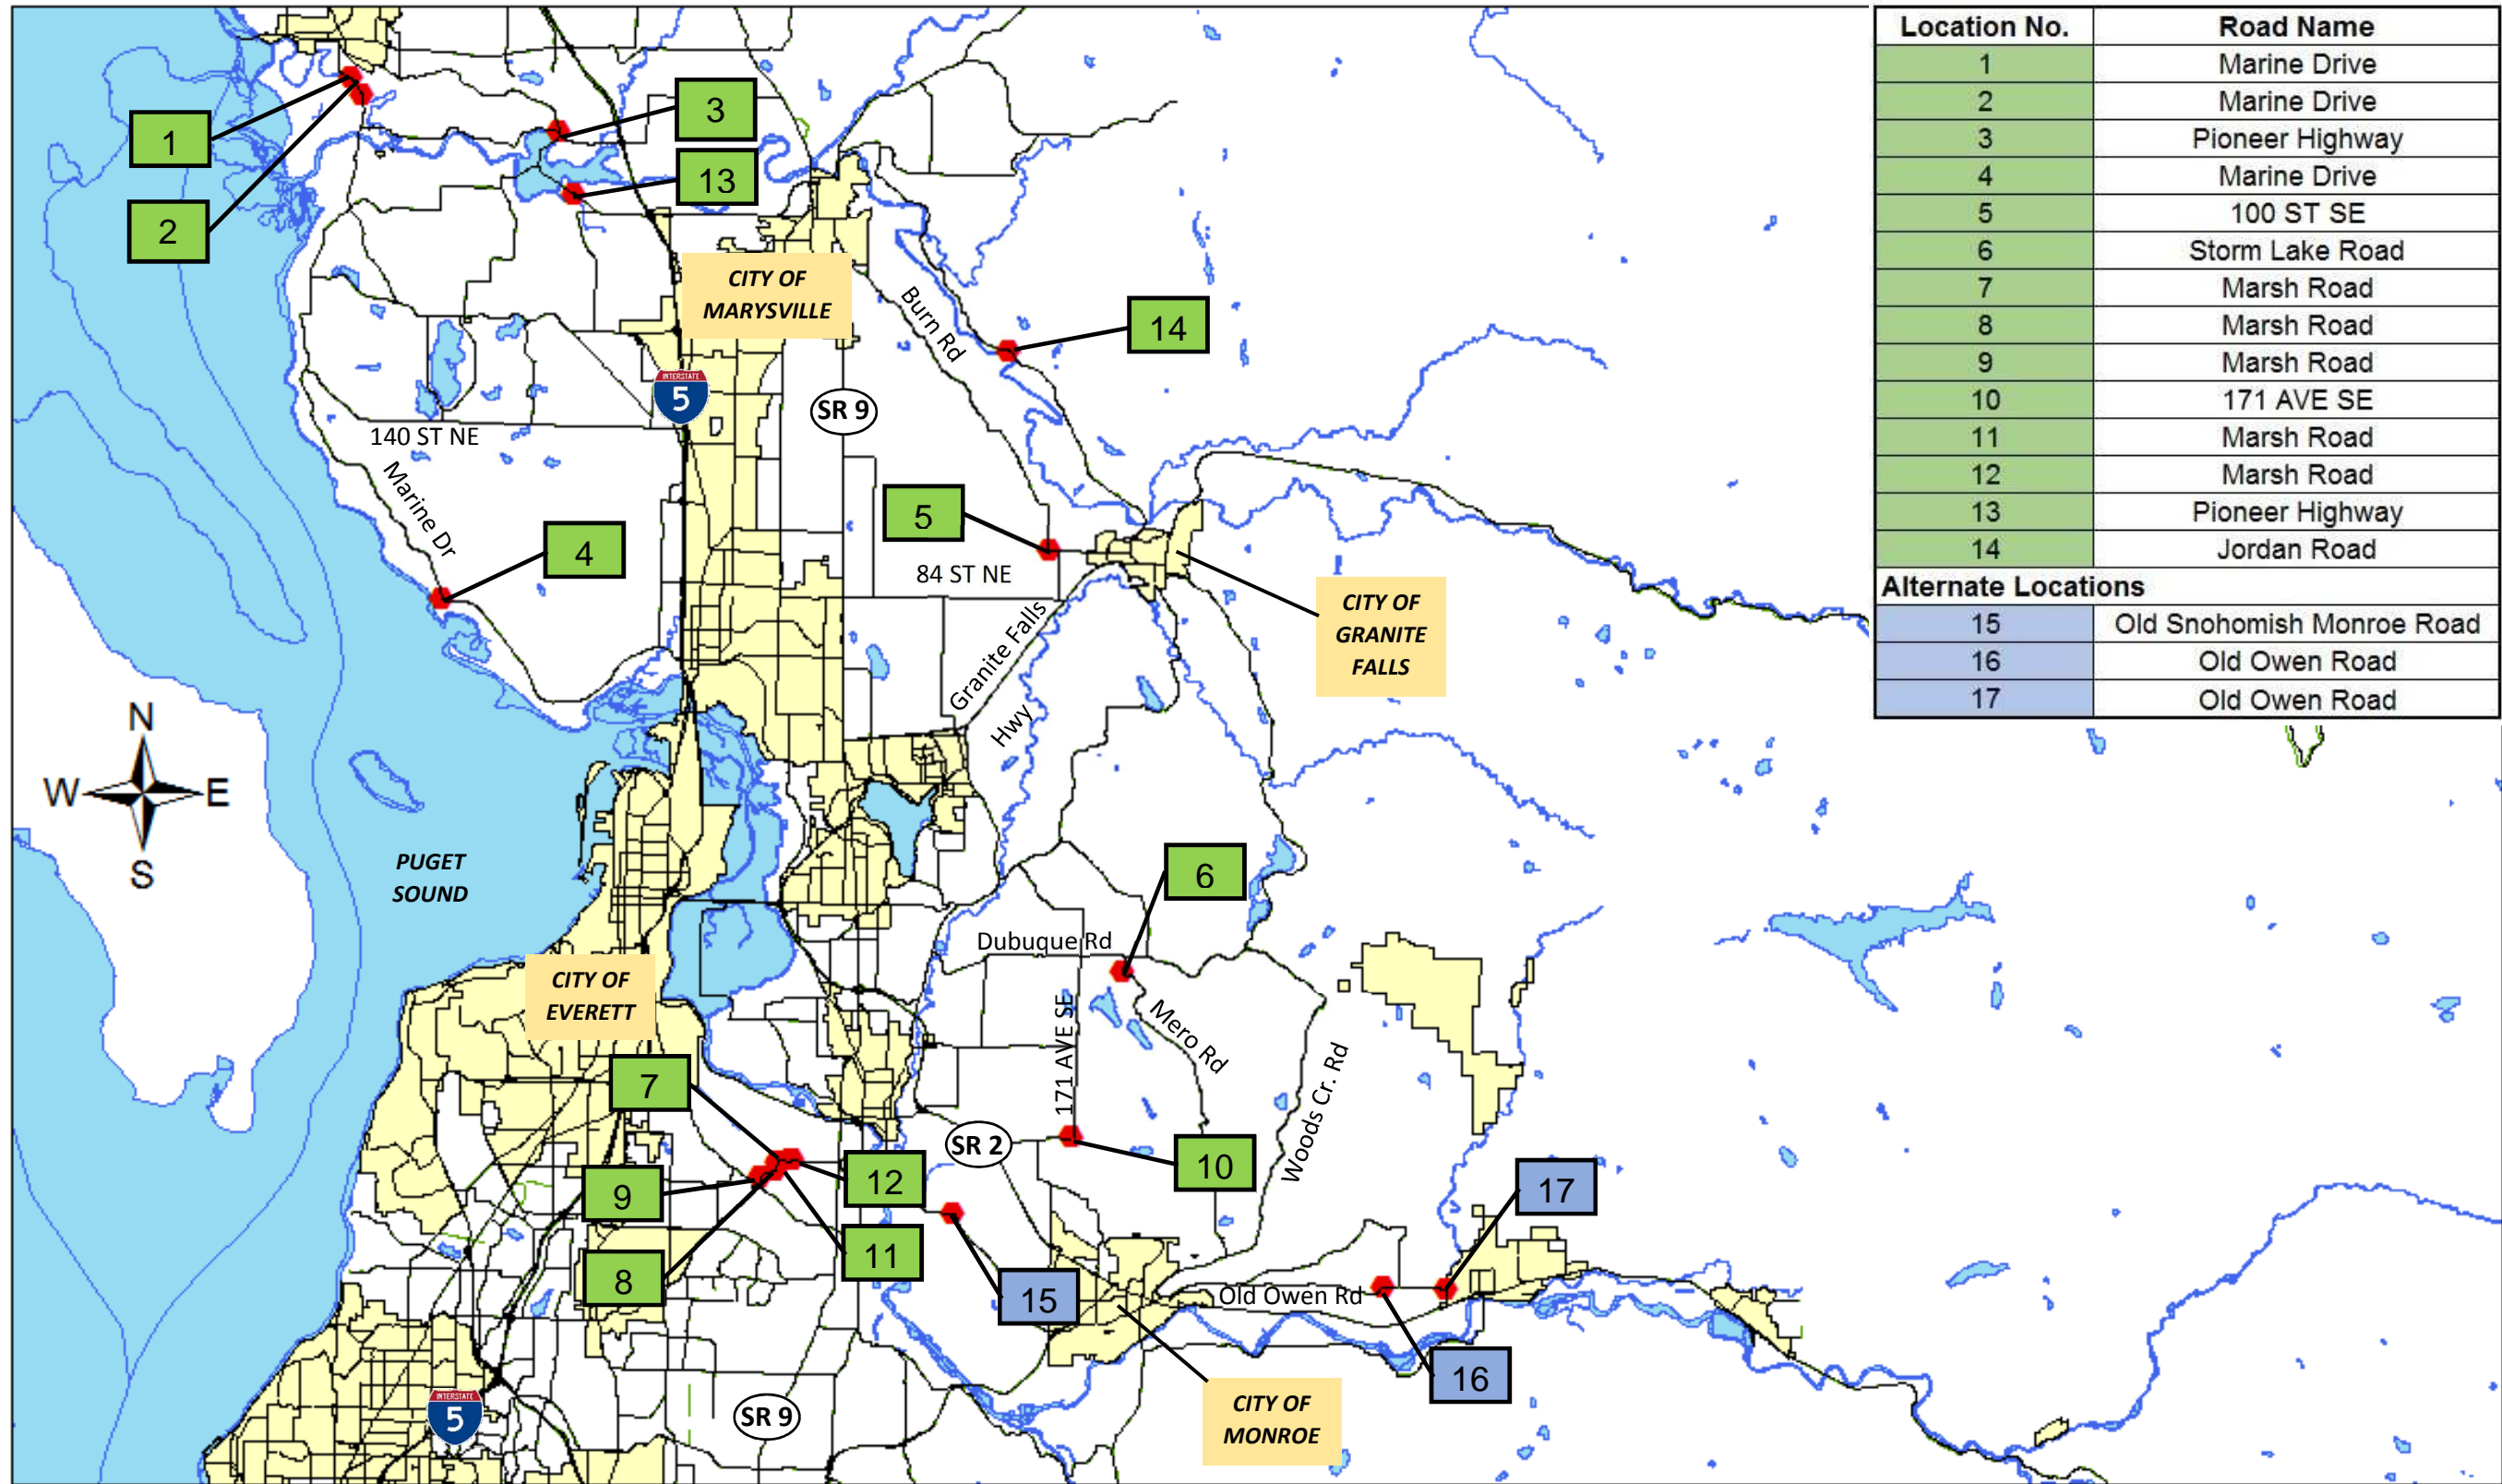 Location No. Road Name
1 Marine Drive
2 Marine Drive
3 Pioneer Highway
4 Marine Drive
5 100 ST SE
6 Storm Lake Road
7 Marsh Road
8 Marsh Road
9 Marsh Road
10 171 AVE SE
11 Marsh Road
12 Marsh Road
13 Pioneer Highway
14 Jordan Road
Alternate Locations
15 Old Snohomish Monroe Road
16 Old Owen Road
17 Old Owen Road
1
2
3
13
CITY OF
MARYSVILLE
Burn Rd
14
INTERSTATE
5
SR 9
140 ST NE
Marine Dr
4
5
84 ST NE
CITY OF
GRANITE
FALLS
Granite Falls
Hwy
N
W E
S
PUGET
SOUND
6
Dubuque Rd
CITY OF
EVERETT
171 AVE SE
Mero Rd
Woods Cr. Rd
7
SR 2
10
9
12
17
8
11
15
Old Owen Rd
16
INTERSTATE
5
SR 9
CITY OF
MONROE